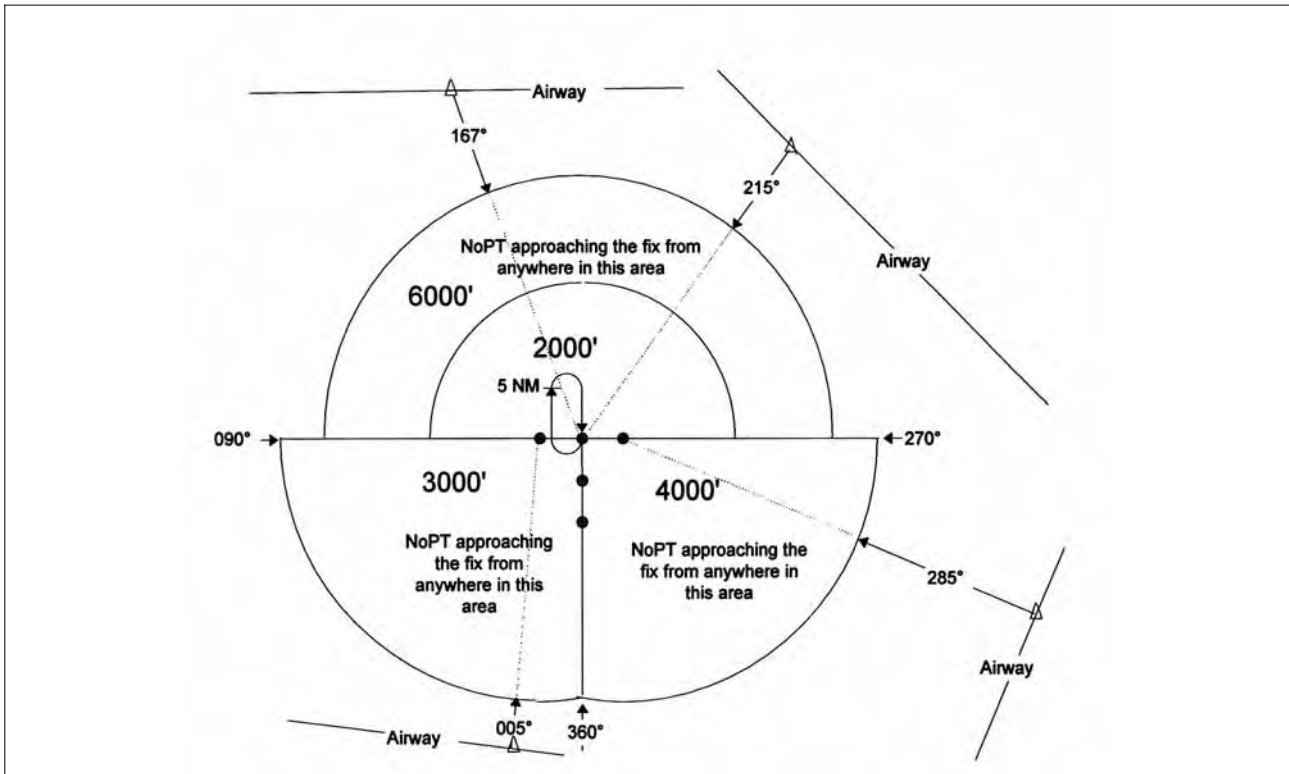 Airway
167°
215°
NoPT approaching the fix from
anywhere in this area
Airway
6000'
2000'
5 NM
090°
270°
3000'
4000'
NoPT approaching
the fix from
anywhere in this
area
NoPT approaching the
fix from anywhere in
this area
285°
Airway
005°
360°
Airway